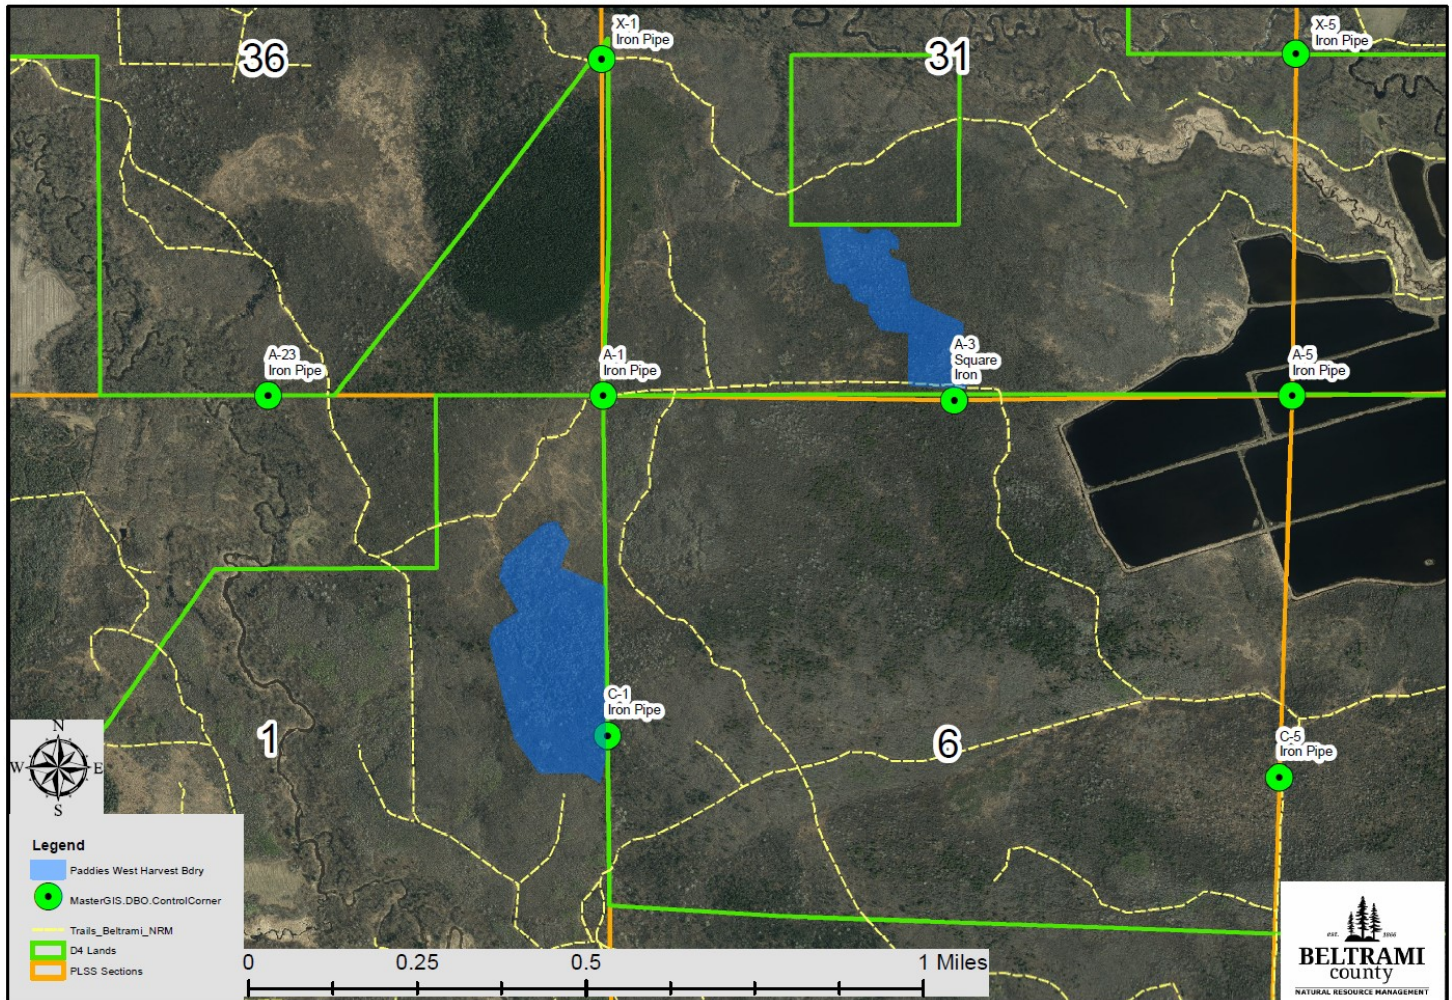 X-1
Iron Pipe
X-5
Iron Pipe
36
31
A-23
Iron Pipe
A-1
Iron Pipe
A-3
Square
Iron
A-5
Iron Pipe
C-1
Iron Pipe
1
6
C-5
Iron Pipe
N
W E
S
Legend
Paddies West Harvest Bdry
MasterGIS.DBO.ControlCorner
Trails_Beltrami_NRM
D4 Lands
PLSS Sections
0 0.25 0.5 1 Miles
est. 1866
BELTRAMI
county
NATURAL RESOURCE MANAGEMENT